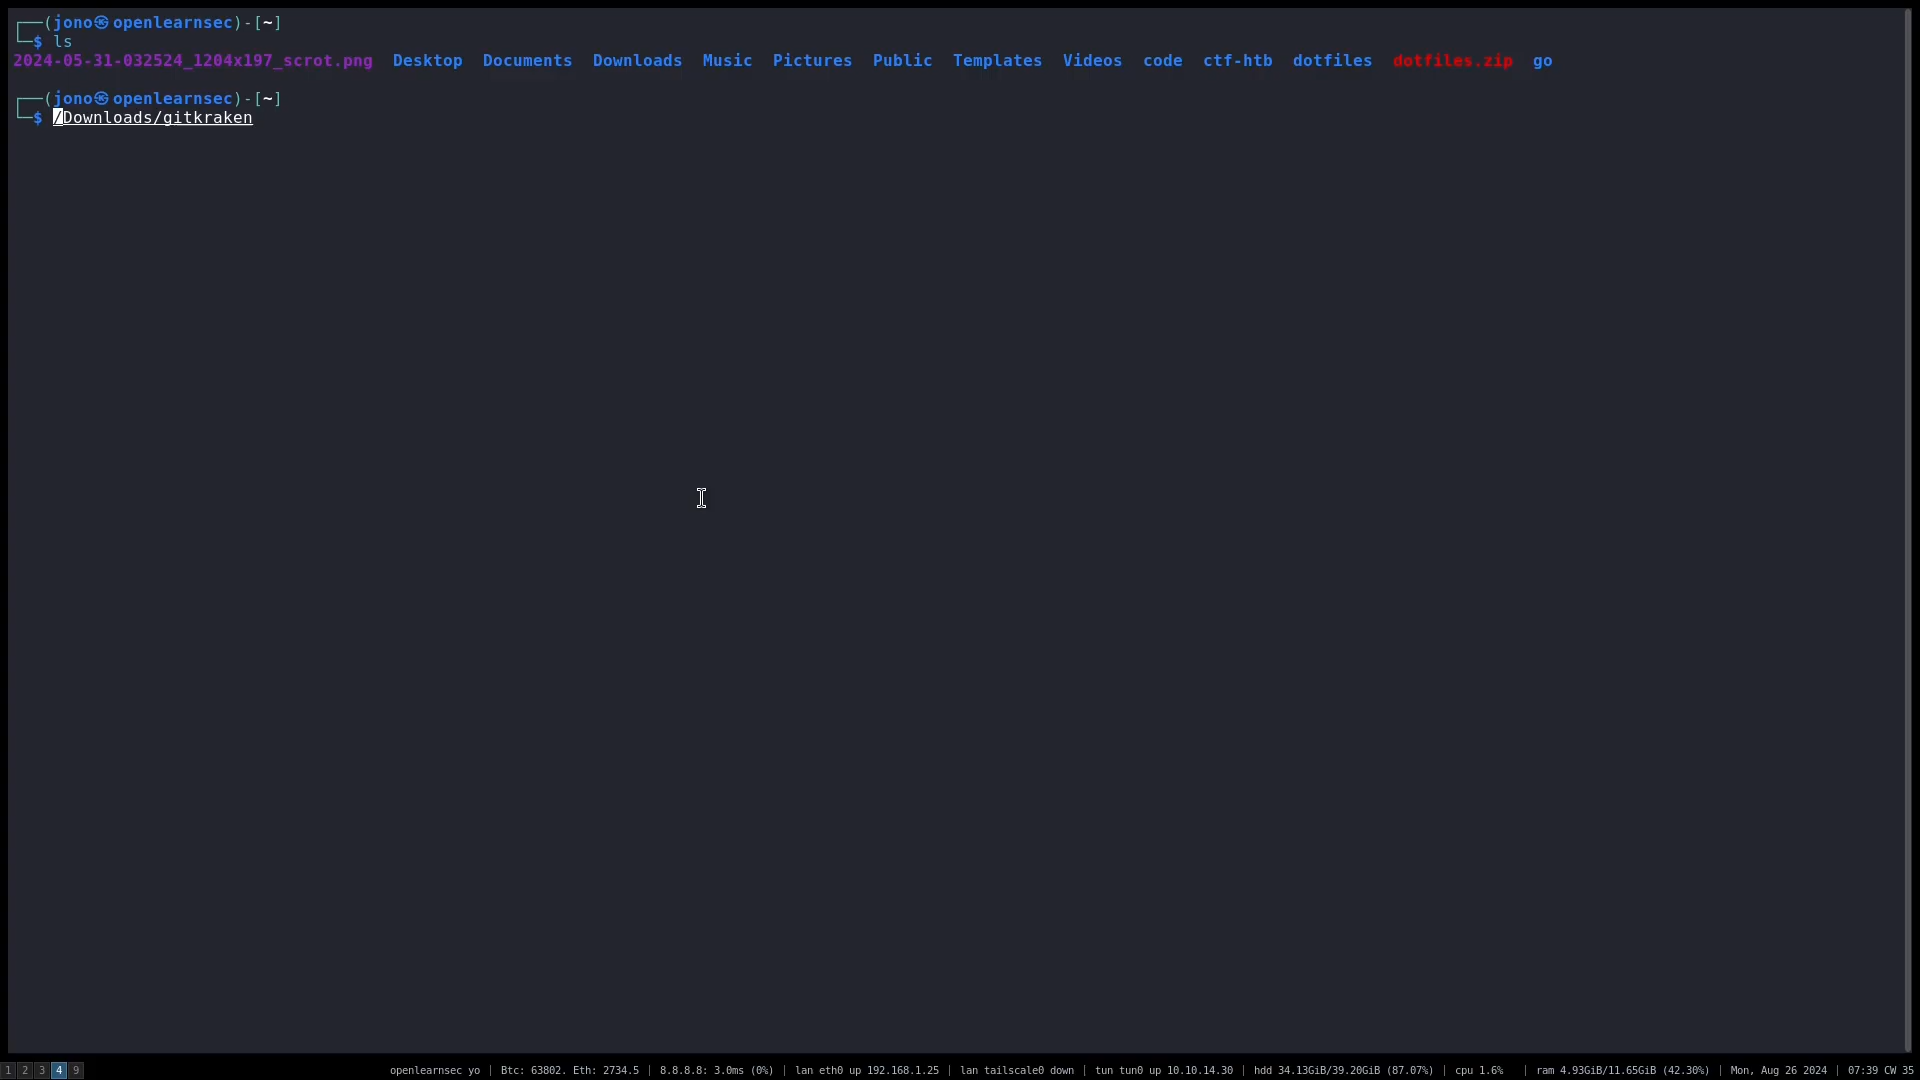 ┌──(jono㉿openlearnsec)-[~]
└─$ ls
2024-05-31-032524_1204x197_scrot.png  Desktop  Documents  Downloads  Music  Pictures  Public  Templates  Videos  code  ctf-htb  dotfiles  dotfiles.zip  go
┌──(jono㉿openlearnsec)-[~]
└─$ /Downloads/gitkraken
1 2 3 4 9
openlearnsec yo | Btc: 63802. Eth: 2734.5 | 8.8.8.8: 3.0ms (0%) | lan eth0 up 192.168.1.25 | lan tailscale0 down | tun tun0 up 10.10.14.30 | hdd 34.13GiB/39.20GiB (87.07%) | cpu 1.6% | ram 4.93GiB/11.65GiB (42.30%) | Mon, Aug 26 2024 | 07:39 CW 35